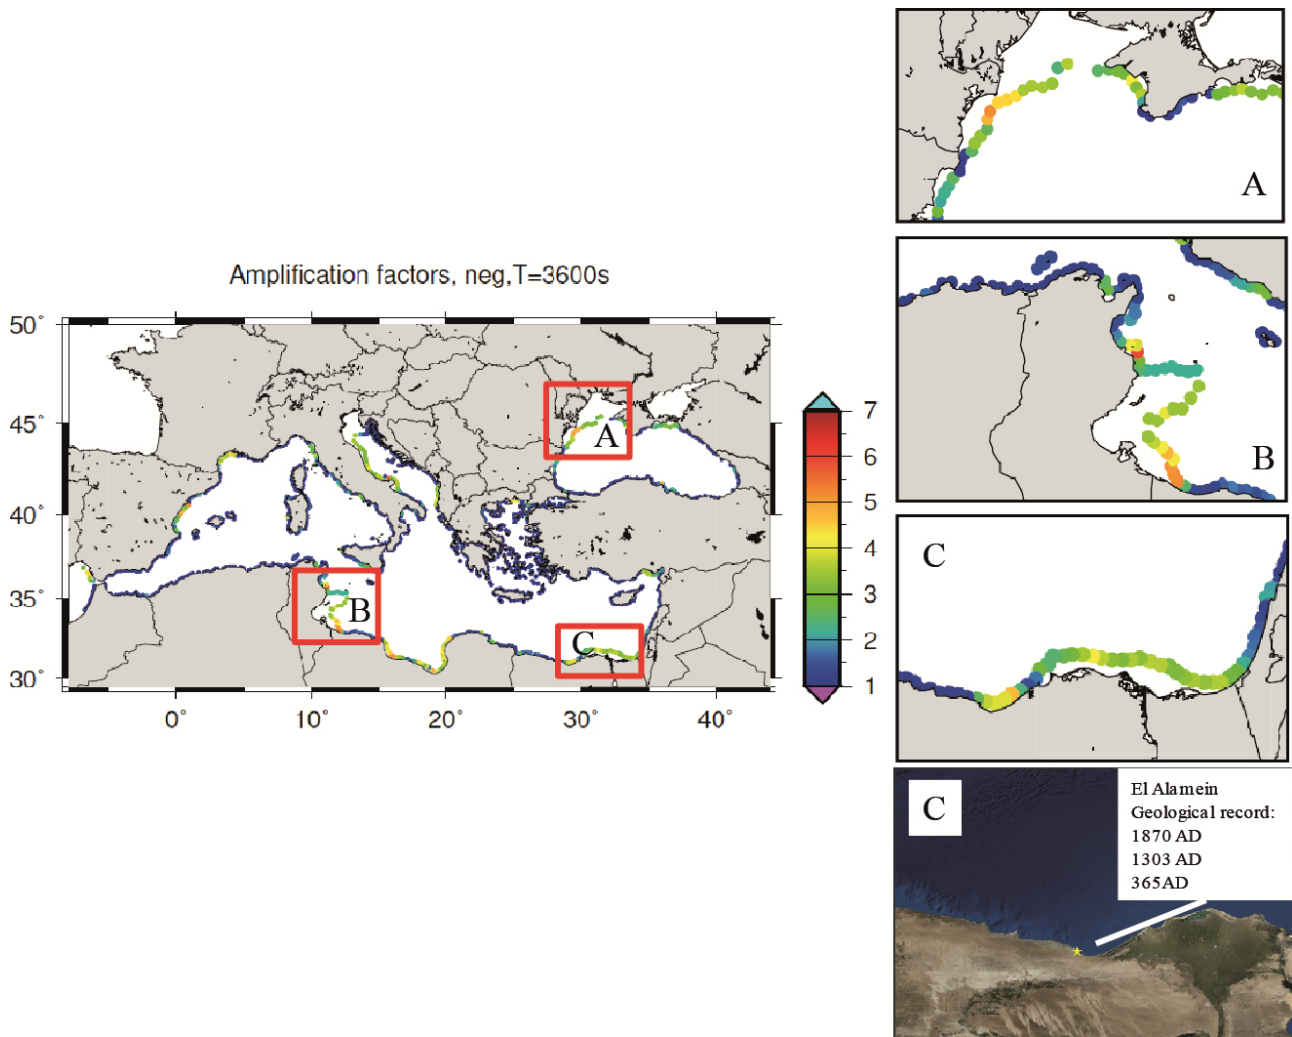 Amplification factors, neg,T=3600s
50°
45°
40°
35°
30°
0°
10°
20°
30°
40°
A
B
C
7
6
5
4
3
2
1
A
B
C
C
El Alamein
Geological record:
1870 AD
1303 AD
365AD